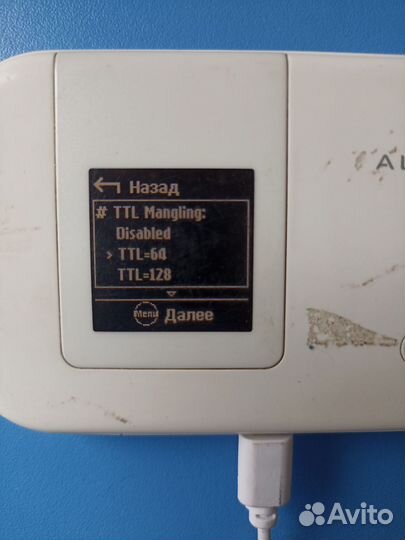 Назад
# TTL Mangling:
Disabled
> TTL=64
TTL=128
Menu Далее
AL
Avito